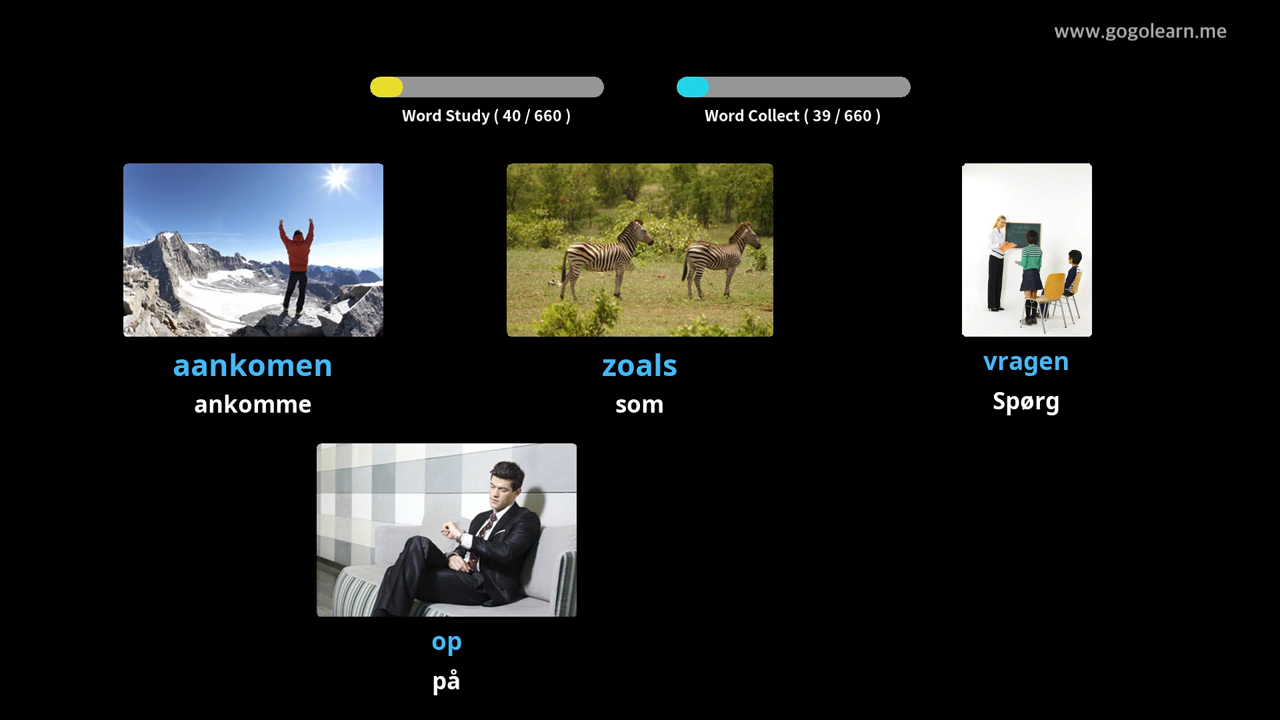 www.gogolearn.me
Word Study ( 40 / 660 )
Word Collect ( 39 / 660 )
aankomen
ankomme
zoals
som
vragen
Spørg
op
på